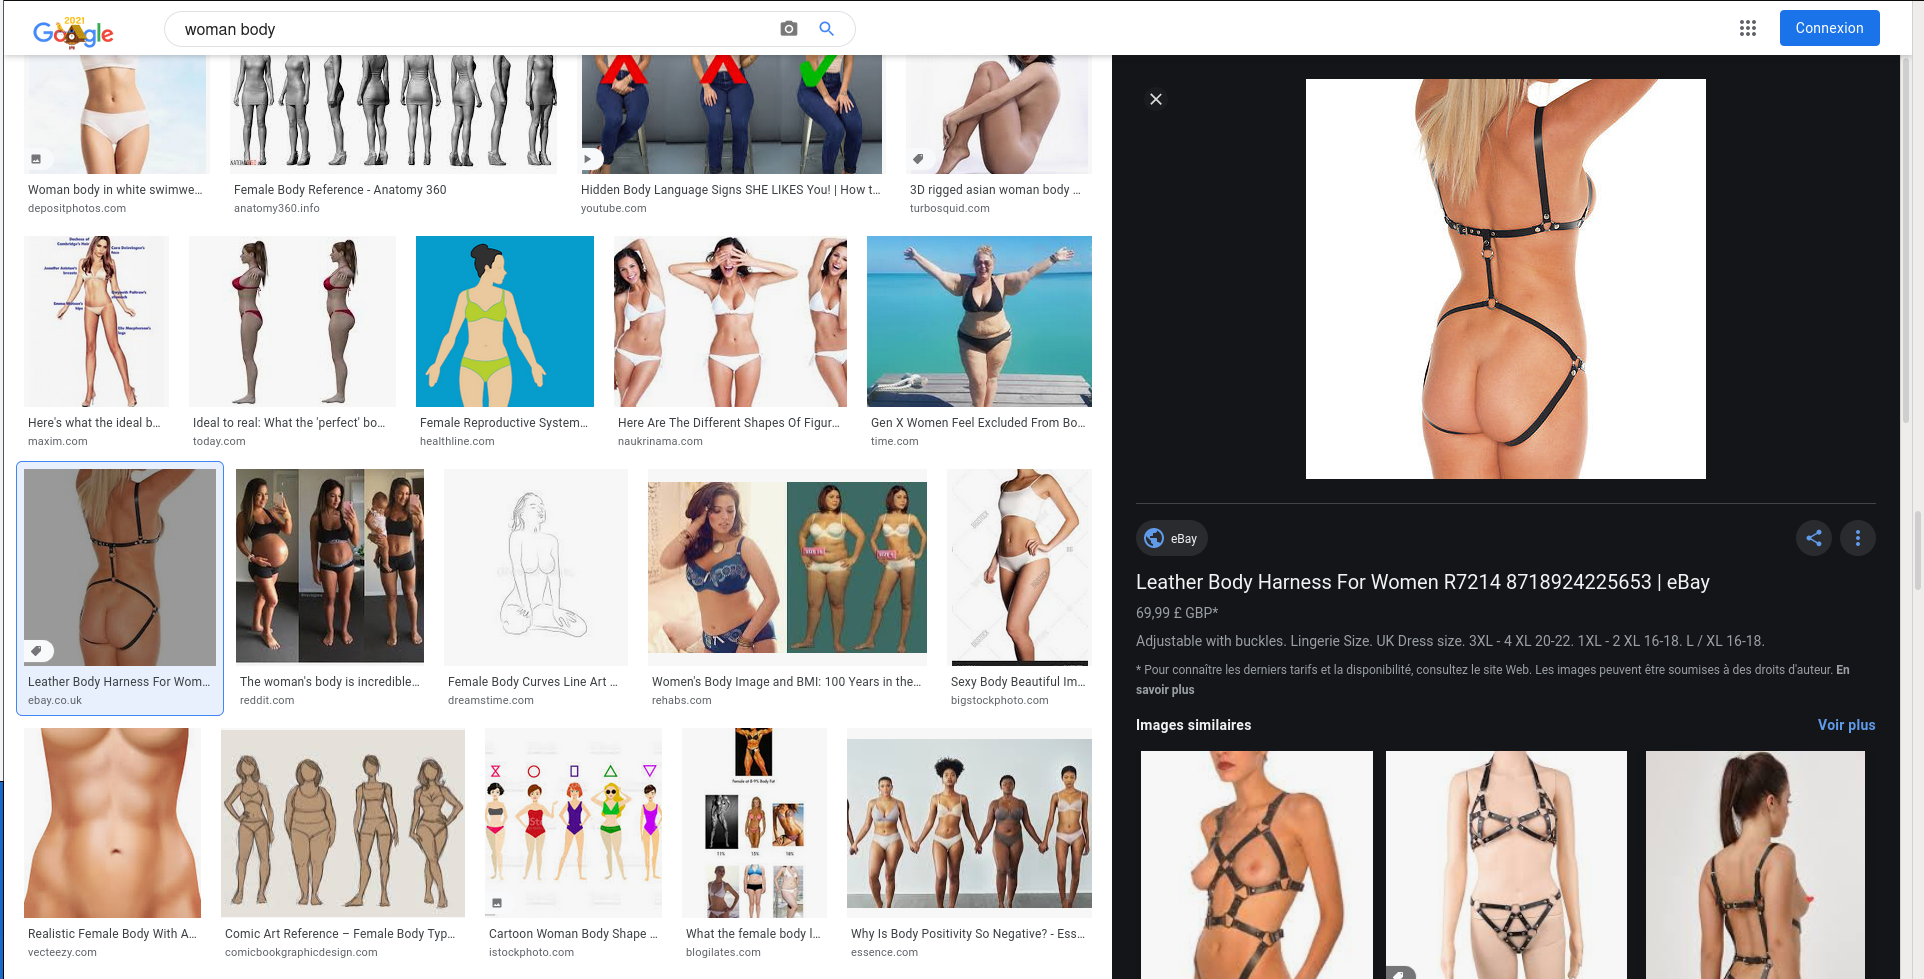 2021
Google
woman body
Connexion
Woman body in white swimwe...
depositphotos.com
Female Body Reference - Anatomy 360
anatomy360.info
Hidden Body Language Signs SHE LIKES You! | How t...
youtube.com
3D rigged asian woman body ...
turbosquid.com
Here's what the ideal b...
maxim.com
Ideal to real: What the 'perfect' bo...
today.com
Female Reproductive System...
healthline.com
Here Are The Different Shapes Of Figur...
naukrinama.com
Gen X Women Feel Excluded From Bo...
time.com
Leather Body Harness For Wom...
ebay.co.uk
The woman's body is incredible...
reddit.com
Female Body Curves Line Art ...
dreamstime.com
Women's Body Image and BMI: 100 Years in the...
rehabs.com
Sexy Body Beautiful Im...
bigstockphoto.com
Realistic Female Body With A...
vecteezy.com
Comic Art Reference – Female Body Typ...
comicbookgraphicdesign.com
Cartoon Woman Body Shape ...
istockphoto.com
What the female body l...
blogilates.com
Why Is Body Positivity So Negative? - Ess...
essence.com
eBay
Leather Body Harness For Women R7214 8718924225653 | eBay
69,99 £ GBP*
Adjustable with buckles. Lingerie Size. UK Dress size. 3XL - 4 XL 20-22. 1XL - 2 XL 16-18. L / XL 16-18.
* Pour connaître les derniers tarifs et la disponibilité, consultez le site Web. Les images peuvent être soumises à des droits d'auteur. En
savoir plus
Images similaires
Voir plus